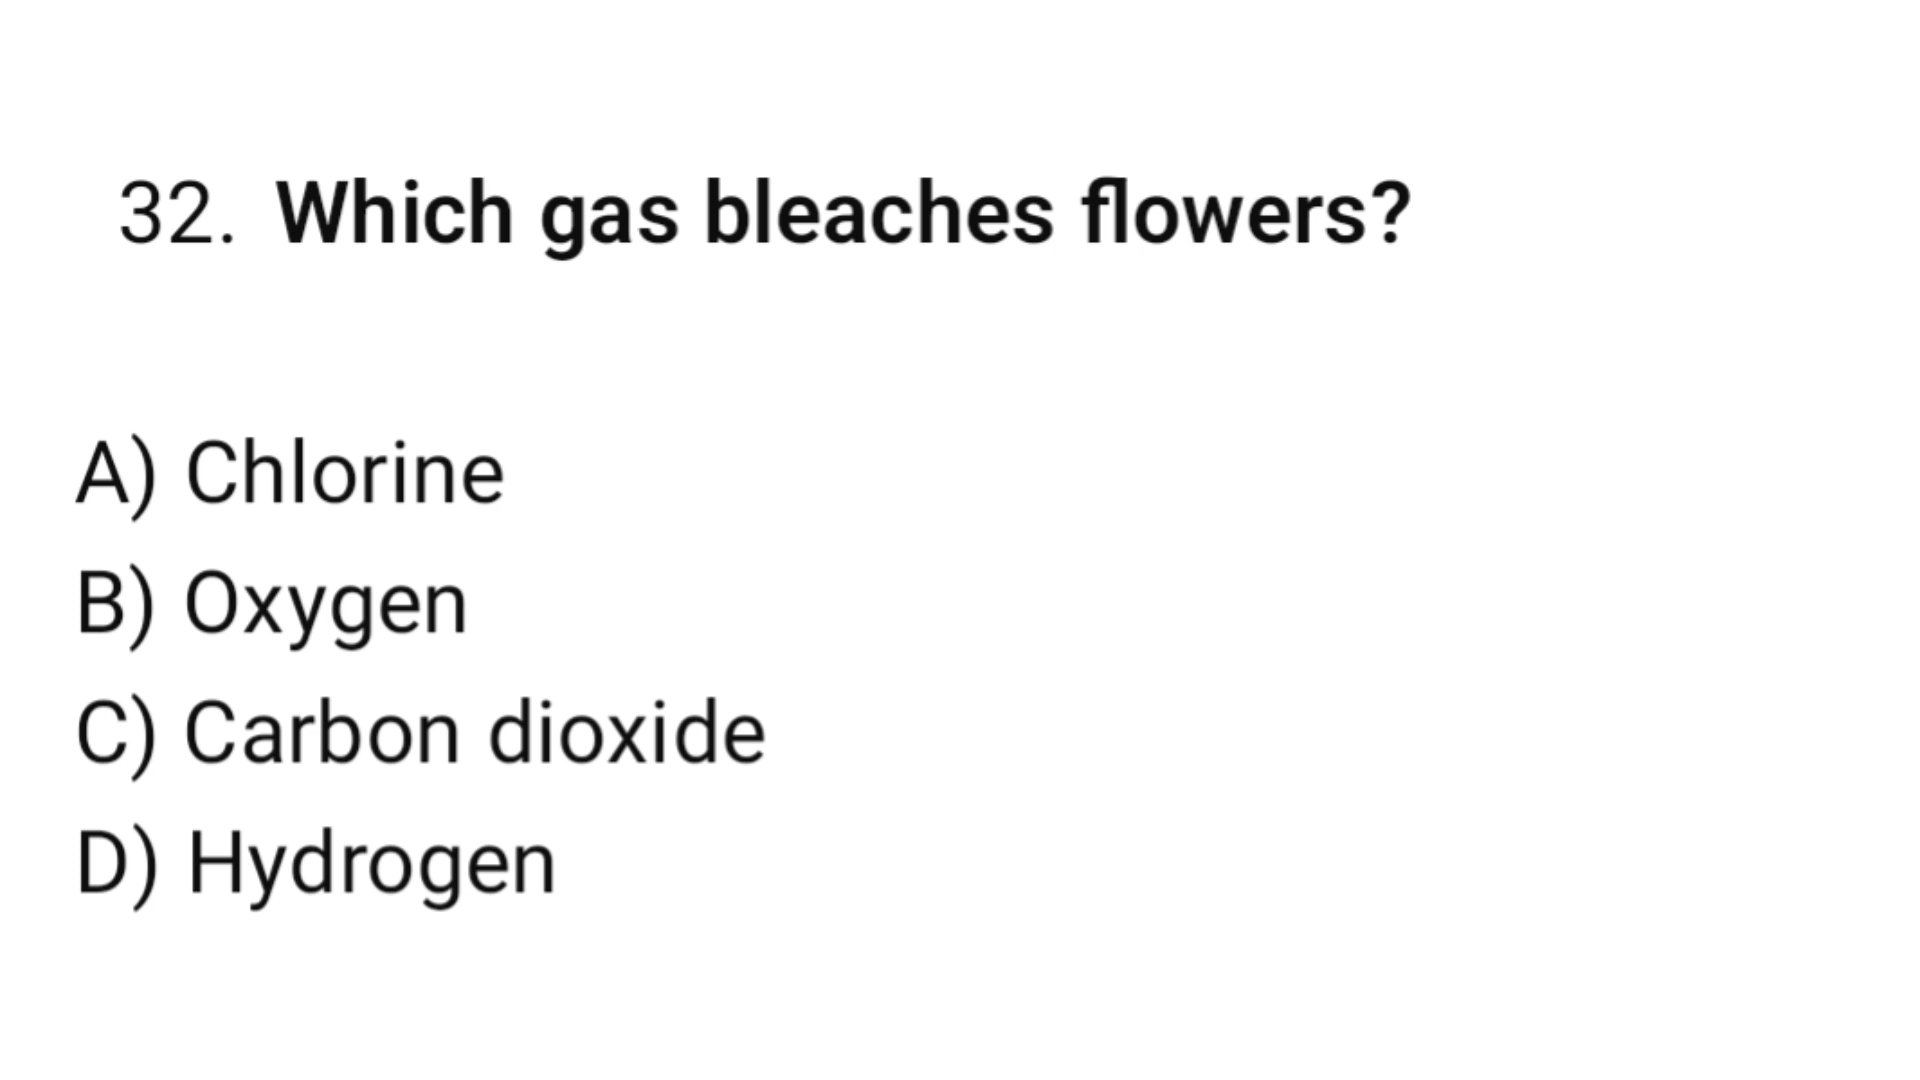 32. Which gas bleaches flowers?
A) Chlorine
B) Oxygen
C) Carbon dioxide
D) Hydrogen